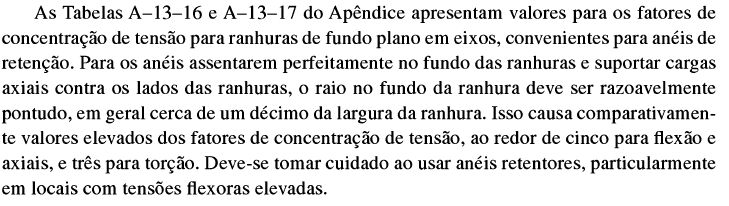 As Tabelas A–13–16 e A–13–17 do Apêndice apresentam valores para os fatores de
concentração de tensão para ranhuras de fundo plano em eixos, convenientes para anéis de
retenção. Para os anéis assentarem perfeitamente no fundo das ranhuras e suportar cargas
axiais contra os lados das ranhuras, o raio no fundo da ranhura deve ser razoavelmente
pontudo, em geral cerca de um décimo da largura da ranhura. Isso causa comparativamen-
te valores elevados dos fatores de concentração de tensão, ao redor de cinco para flexão e
axiais, e três para torção. Deve-se tomar cuidado ao usar anéis retentores, particularmente
em locais com tensões flexoras elevadas.